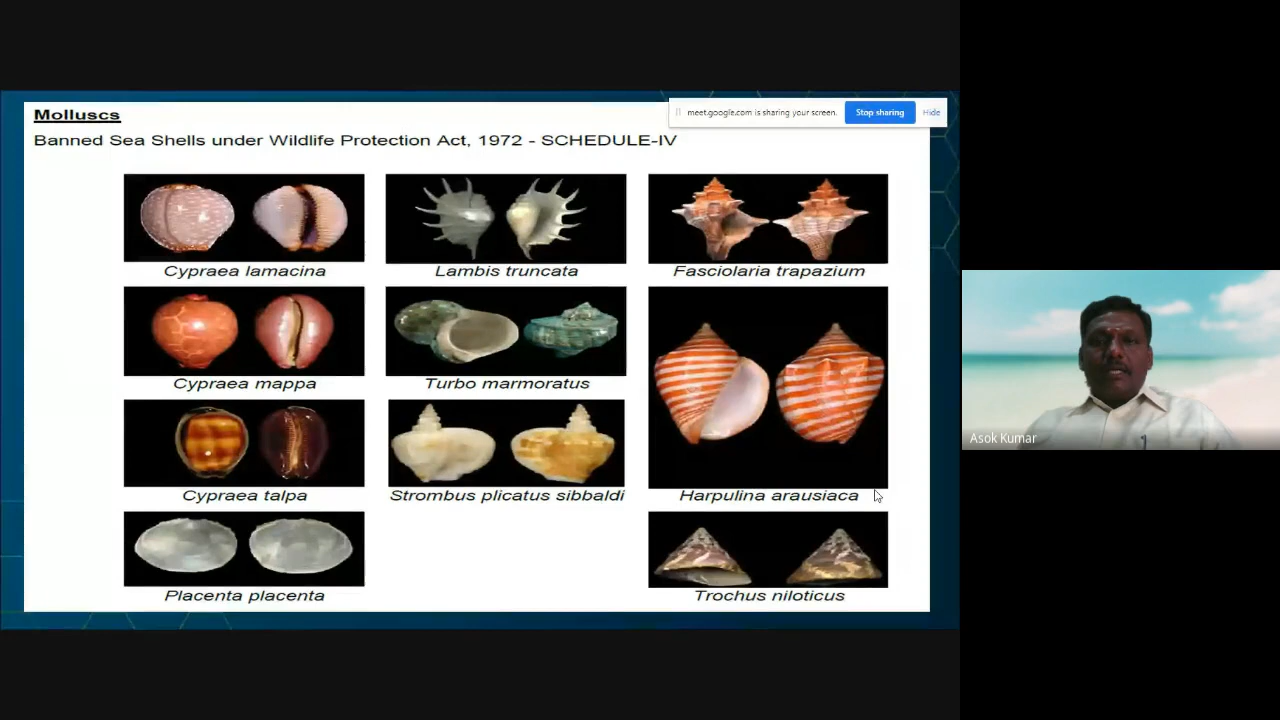 Molluscs
meet.google.com is sharing your screen.
Stop sharing
Hide
Banned Sea Shells under Wildlife Protection Act, 1972 - SCHEDULE-IV
Cypraea lamacina
Lambis truncata
Fasciolaria trapazium
Cypraea mappa
Turbo marmoratus
Cypraea talpa
Strombus plicatus sibbaldi
Harpulina arausiaca
Placenta placenta
Trochus niloticus
Asok Kumar